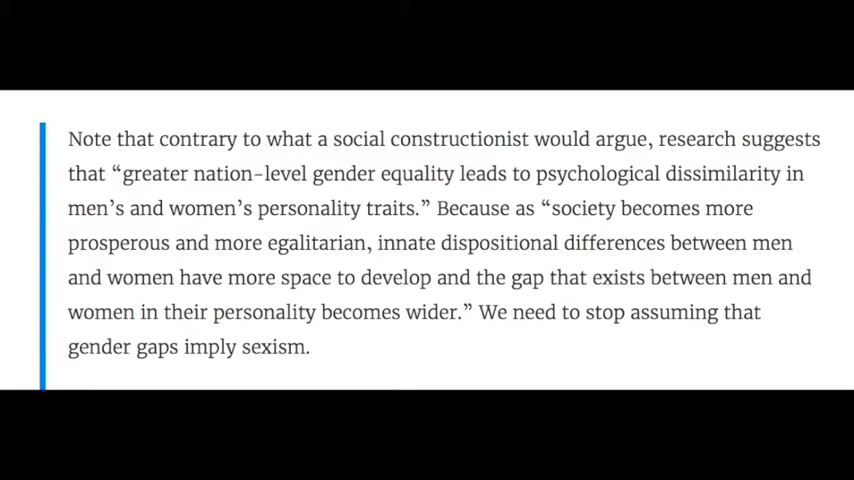 Note that contrary to what a social constructionist would argue, research suggests
that “greater nation-level gender equality leads to psychological dissimilarity in
men’s and women’s personality traits.” Because as “society becomes more
prosperous and more egalitarian, innate dispositional differences between men
and women have more space to develop and the gap that exists between men and
women in their personality becomes wider.” We need to stop assuming that
gender gaps imply sexism.